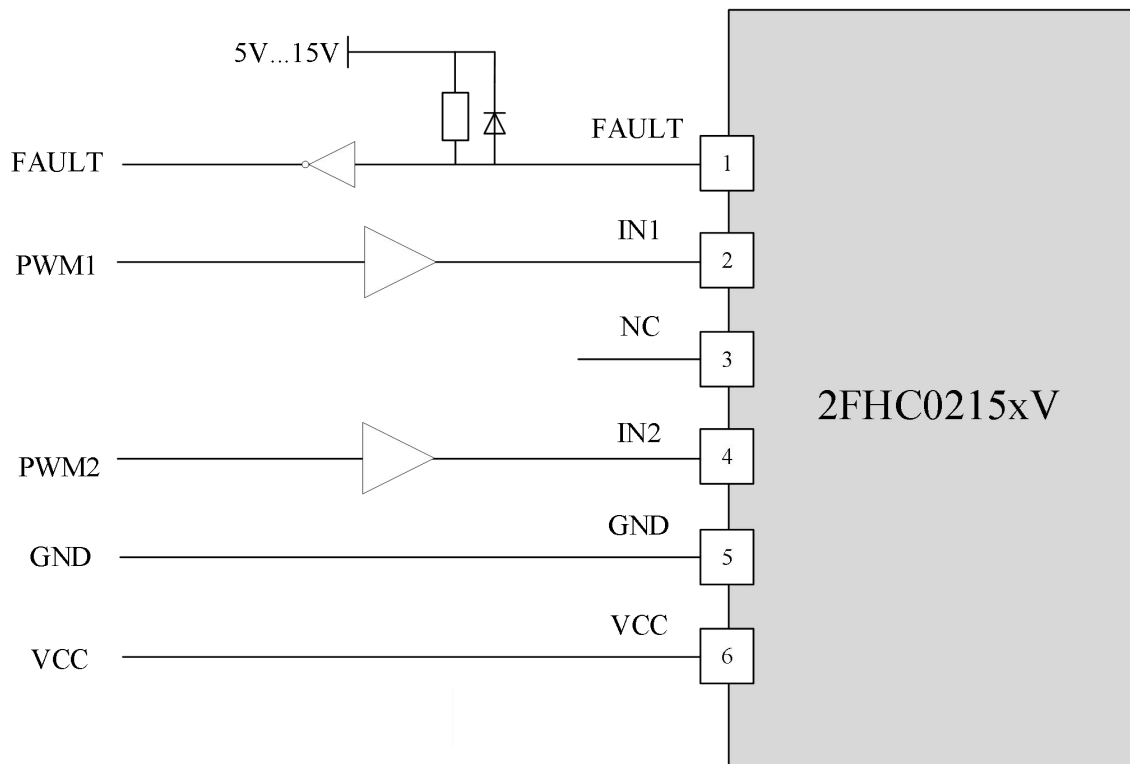 5V...15V
FAULT
FAULT
1
PWM1
IN1
2
NC
3
2FHC0215xV
PWM2
IN2
4
GND
GND
5
VCC
VCC
6